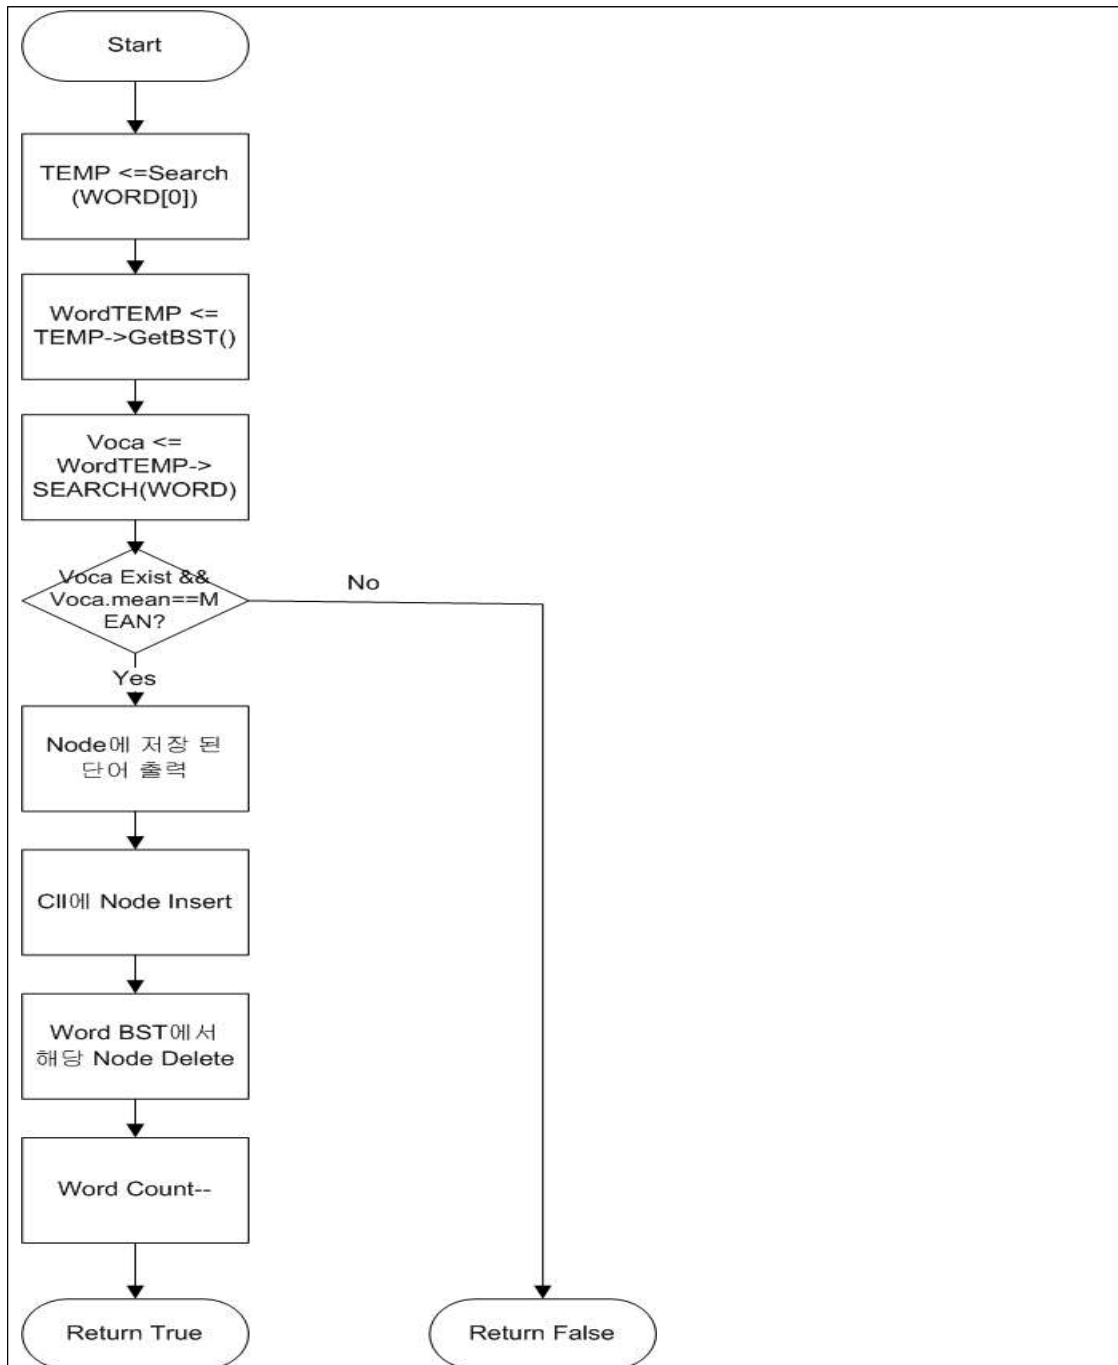 Start
TEMP <=Search
(WORD[0])
WordTEMP <=
TEMP->GetBST()
Voca <=
WordTEMP->
SEARCH(WORD)
Voca Exist &&
Voca.mean==M
EAN?
No
Yes
Node에 저장 된
단어 출력
Cll에 Node Insert
Word BST에서
해당 Node Delete
Word Count--
Return True
Return False